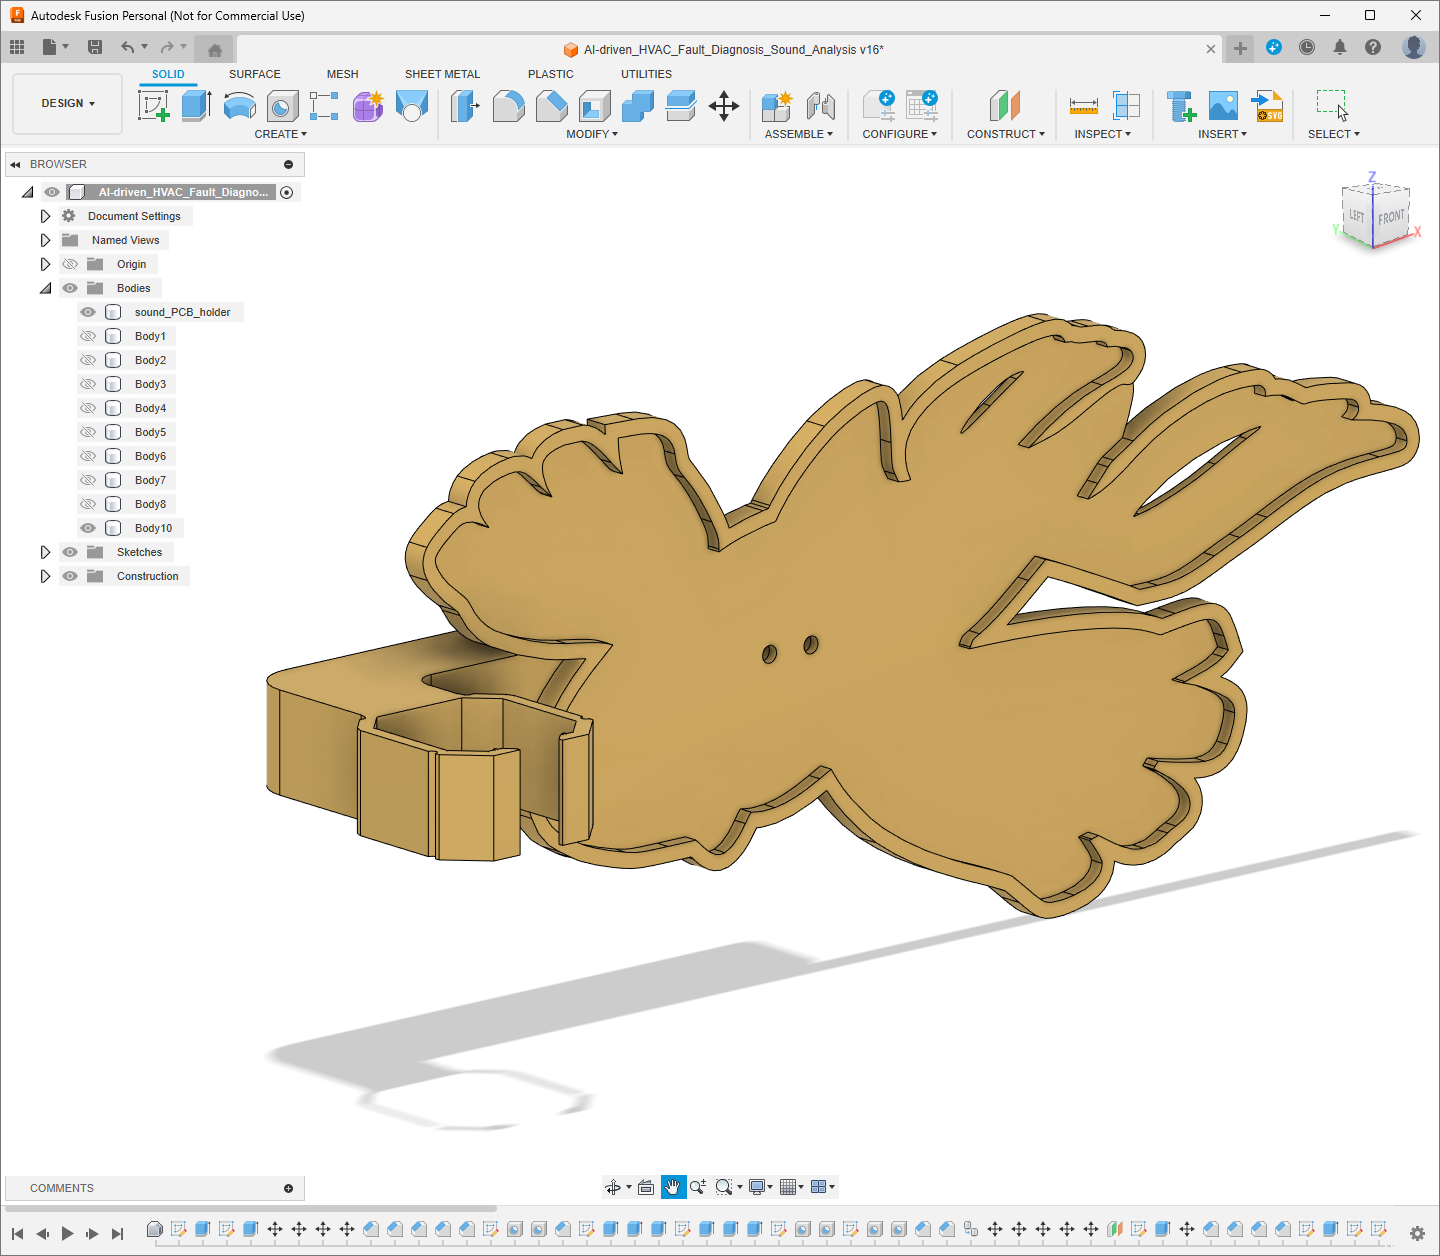 Autodesk Fusion Personal (Not for Commercial Use)
AI-driven_HVAC_Fault_Diagnosis_Sound_Analysis v16*
SOLID SURFACE MESH SHEET METAL PLASTIC UTILITIES
DESIGN
CREATE MODIFY ASSEMBLE CONFIGURE CONSTRUCT INSPECT INSERT SELECT
SVG
BROWSER
AI-driven_HVAC_Fault_Diagno...
Document Settings
Named Views
Origin
Bodies
sound_PCB_holder
Body1
Body2
Body3
Body4
Body5
Body6
Body7
Body8
Body10
Sketches
Construction
Z
LEFT FRONT
Y X
COMMENTS